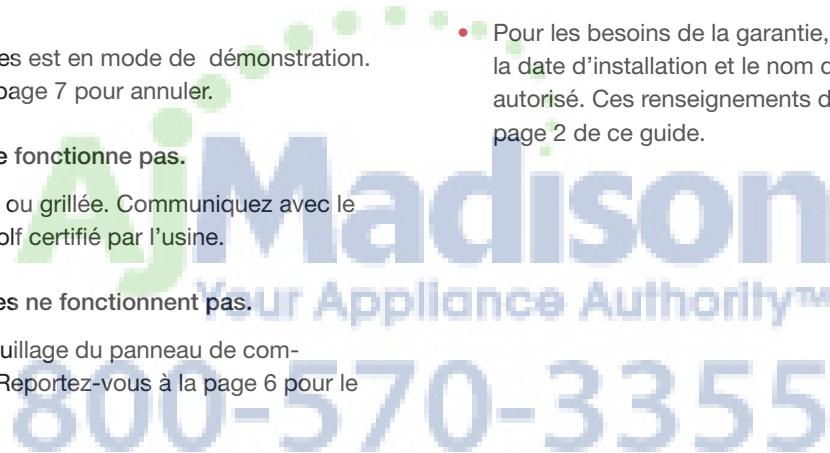 es est en mode de démonstration.
page 7 pour annuler.
e fonctionne pas.
ou grillée. Communiquez avec le
olf certifié par l'usine.
es ne fonctionnent pas.
uillage du panneau de com-
Reportez-vous à la page 6 pour le
• Pour les besoins de la garantie,
la date d'installation et le nom d
autorisé. Ces renseignements d
page 2 de ce guide.
AjMadison
Your Appliance Authority™
800-570-3355